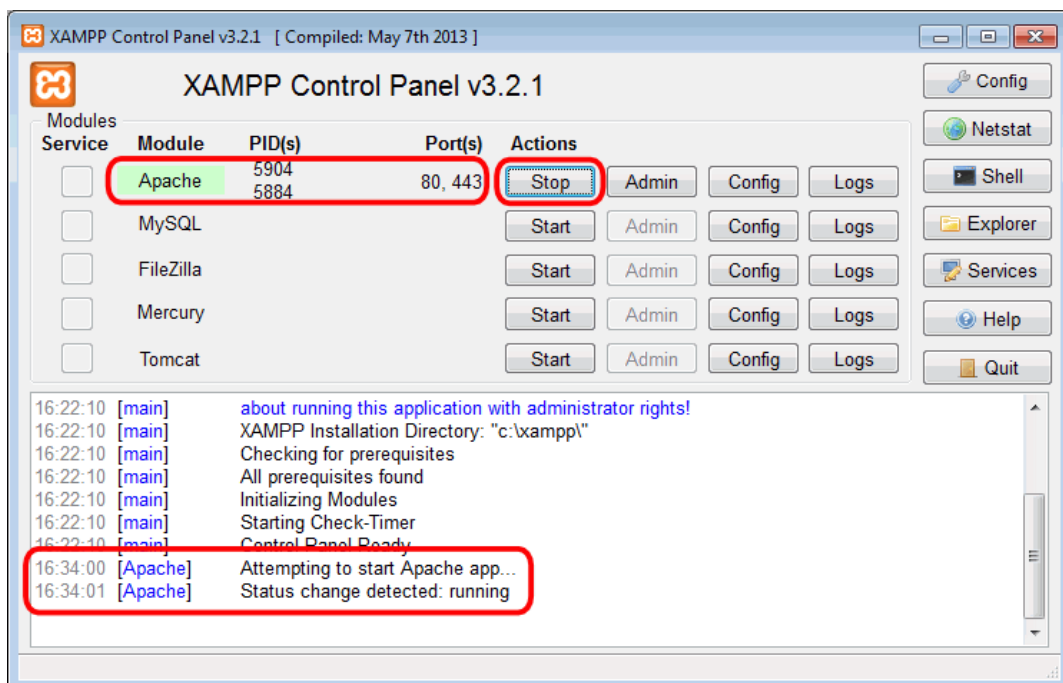 XAMPP Control Panel v3.2.1 [ Compiled: May 7th 2013 ]
XAMPP Control Panel v3.2.1
Config
Modules
Netstat
Service Module PID(s) Port(s) Actions
Apache 5904 5884 80, 443 Stop Admin Config Logs
Shell
MySQL Start Admin Config Logs
Explorer
FileZilla Start Admin Config Logs
Services
Mercury Start Admin Config Logs
Help
Tomcat Start Admin Config Logs
Quit
16:22:10 [main] about running this application with administrator rights!
16:22:10 [main] XAMPP Installation Directory: "c:\xampp\"
16:22:10 [main] Checking for prerequisites
16:22:10 [main] All prerequisites found
16:22:10 [main] Initializing Modules
16:22:10 [main] Starting Check-Timer
16:22:10 [main] Control Panel Ready
16:34:00 [Apache] Attempting to start Apache app...
16:34:01 [Apache] Status change detected: running